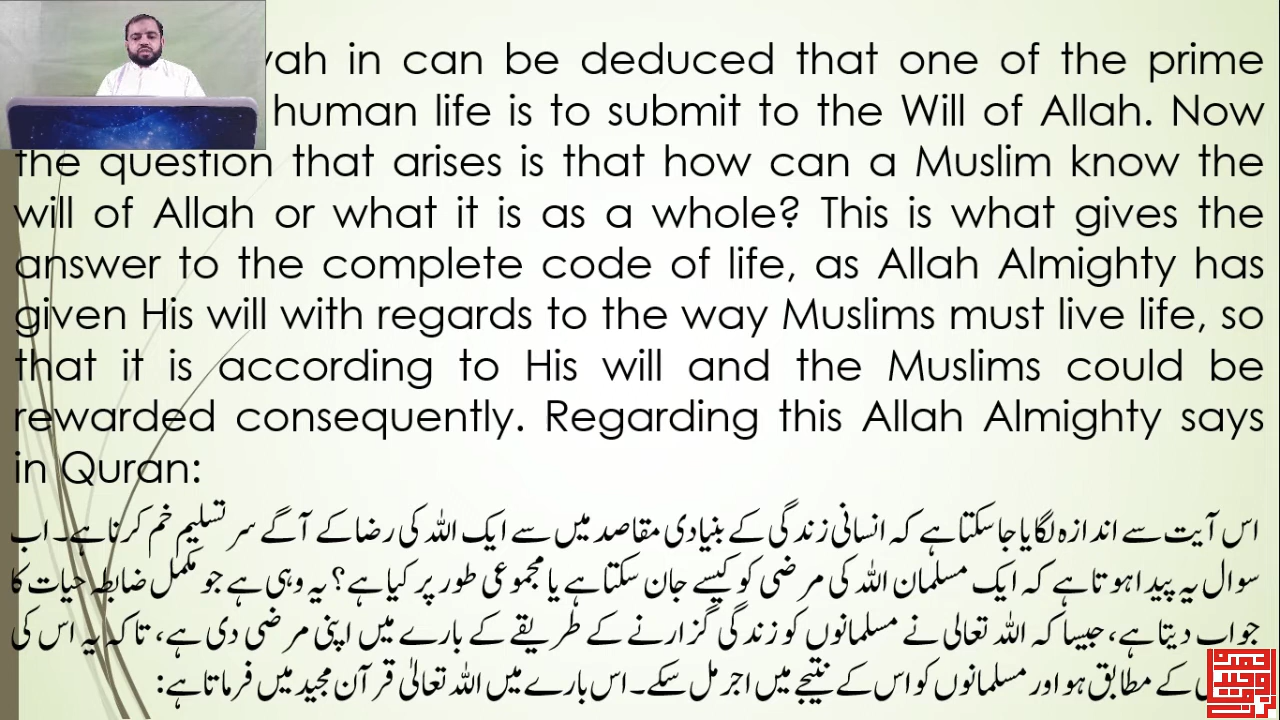 yah in can be deduced that one of the prime
human life is to submit to the Will of Allah. Now
the question that arises is that how can a Muslim know the
will of Allah or what it is as a whole? This is what gives the
answer to the complete code of life, as Allah Almighty has
given His will with regards to the way Muslims must live life, so
that it is according to His will and the Muslims could be
rewarded consequently. Regarding this Allah Almighty says
in Quran:
اس آیت سے اندازہ لگایا جا سکتا ہے کہ انسانی زندگی کے بنیادی مقاصد میں سے ایک اللہ کی رضا کے آگے سر تسلیم خم کرنا ہے۔ اب
سوال یہ پیدا ہوتا ہے کہ ایک مسلمان اللہ کی مرضی کو کیسے جان سکتا ہے یا مجموعی طور پر کیا ہے؟ یہ وہی ہے جو مکمل ضابطہ حیات کا
جواب دیتا ہے، جیسا کہ اللہ تعالی نے مسلمانوں کو زندگی گزارنے کے طریقے کے بارے میں اپنی مرضی دی ہے، تاکہ یہ اس کی
کے مطابق ہو اور مسلمانوں کو اس کے نتیجے میں اجر مل سکے۔ اس بارے میں اللہ تعالیٰ قرآن مجید میں فرماتا ہے: